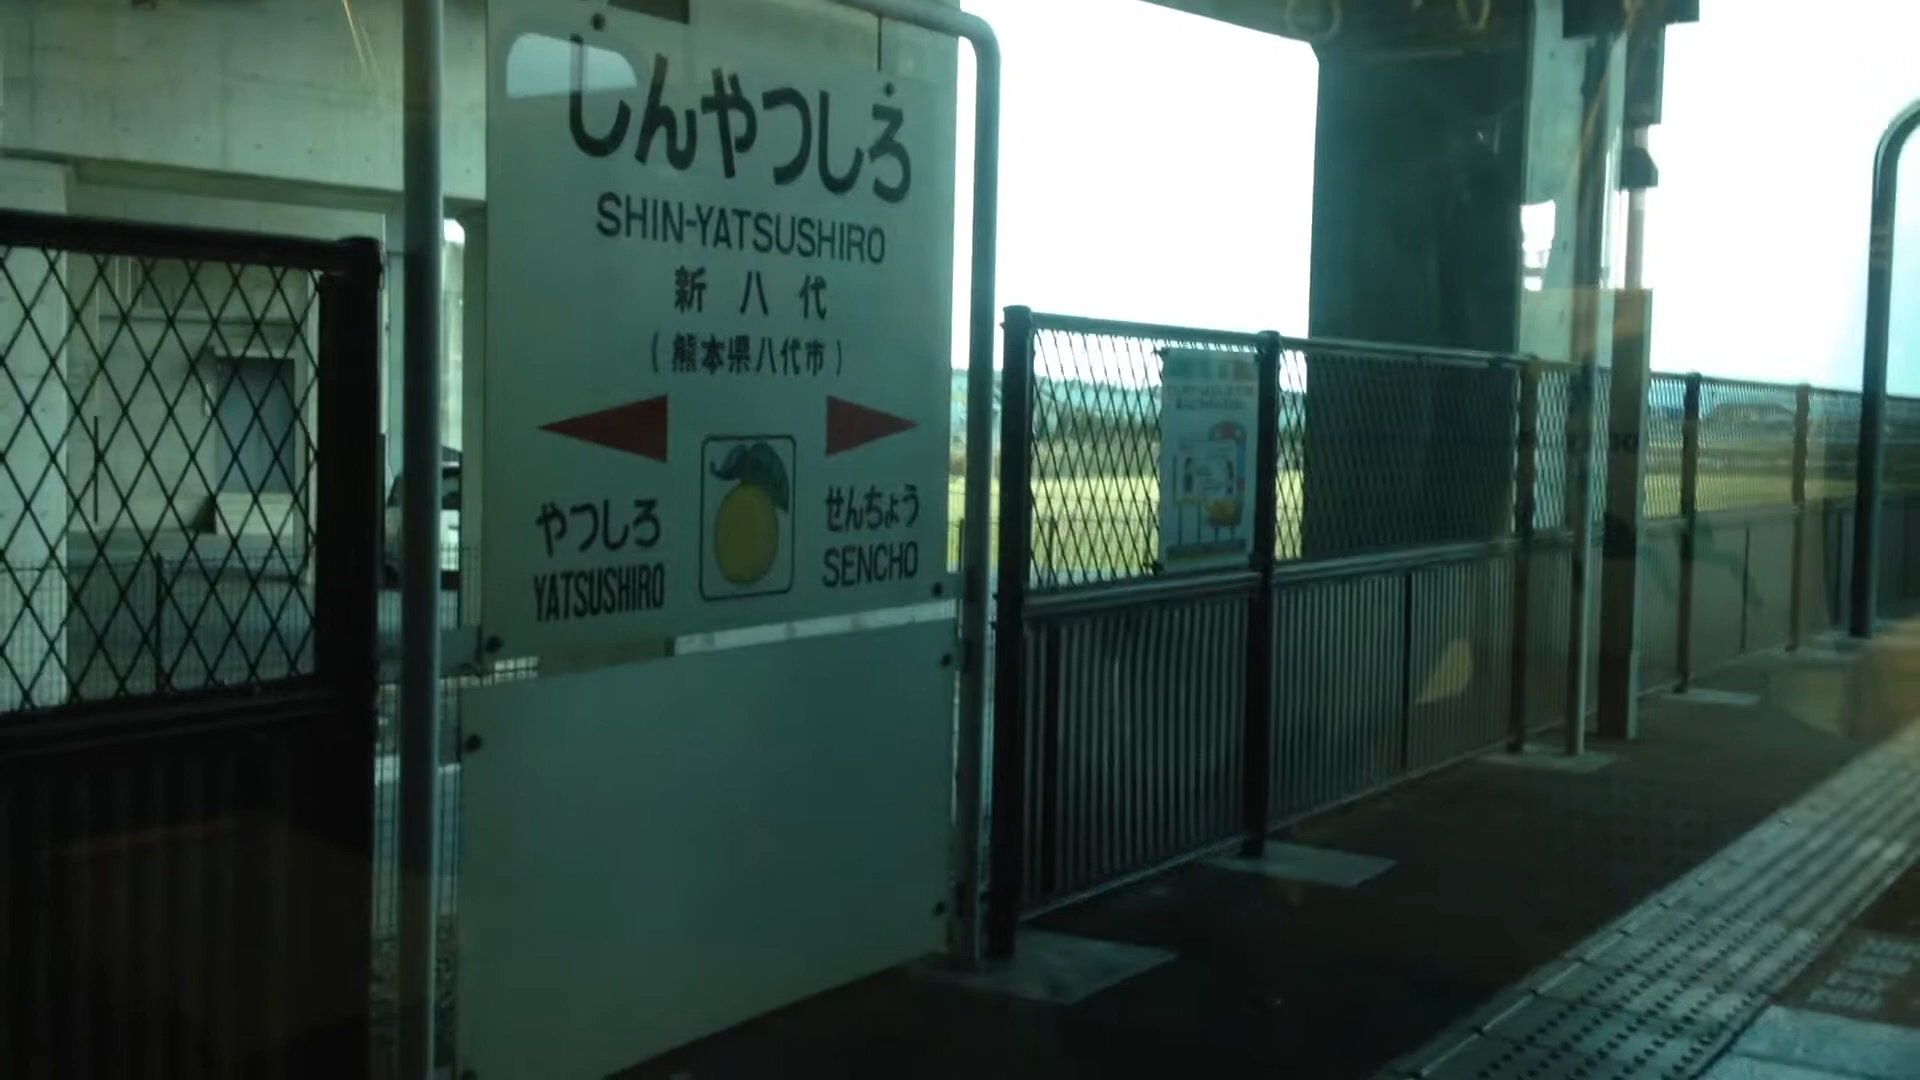 しんやつしろ
SHIN-YATSUSHIRO
新八代
(熊本県八代市)
やつしろ
YATSUSHIRO
せんちょう
SENCHO